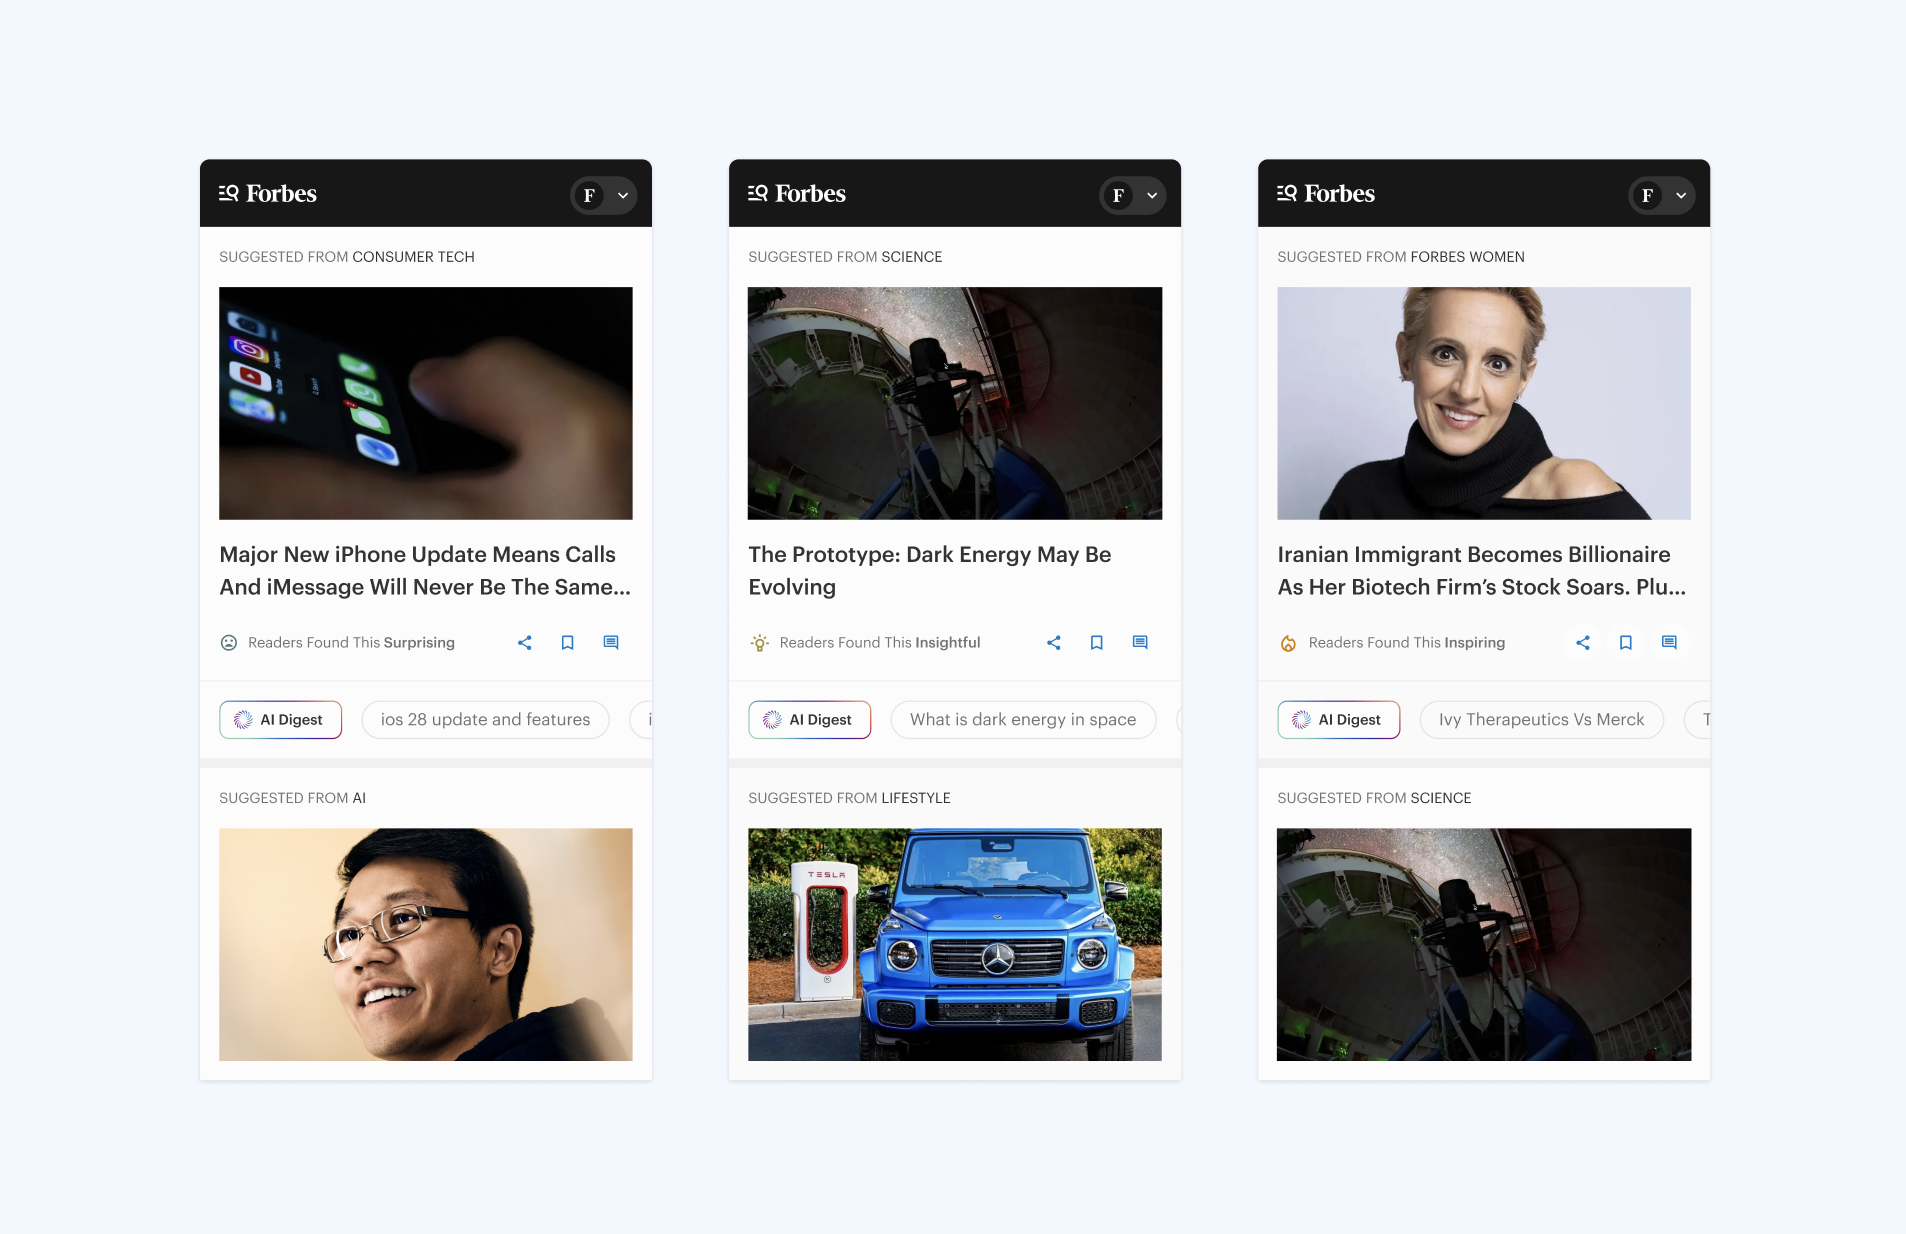 Forbes
F
SUGGESTED FROM CONSUMER TECH
Major New iPhone Update Means Calls
And iMessage Will Never Be The Same...
Readers Found This Surprising
AI Digest
ios 28 update and features
i
SUGGESTED FROM AI
Forbes
F
SUGGESTED FROM SCIENCE
The Prototype: Dark Energy May Be
Evolving
Readers Found This Insightful
AI Digest
What is dark energy in space
SUGGESTED FROM LIFESTYLE
TESLA
Forbes
F
SUGGESTED FROM FORBES WOMEN
Iranian Immigrant Becomes Billionaire
As Her Biotech Firm’s Stock Soars. Plu...
Readers Found This Inspiring
AI Digest
Ivy Therapeutics Vs Merck
T
SUGGESTED FROM SCIENCE